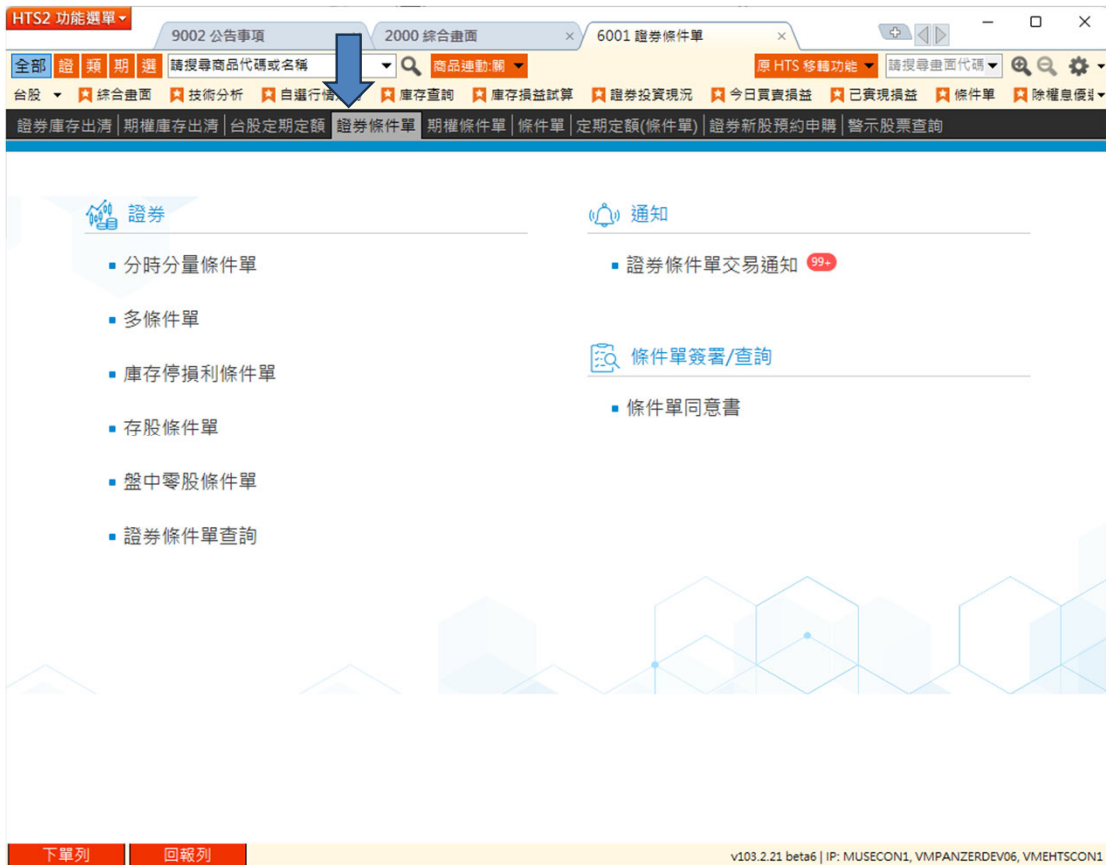 HTS2 功能選單
9002 公告事項 2000 綜合畫面 × 6001 證券條件單 ×
全部 證 類 期 選 請搜尋商品代碼或名稱 商品連動:關 原 HTS 移轉功能 請搜尋畫面代碼
台股 綜合畫面 技術分析 自選行情 庫存查詢 庫存損益試算 證券投資現況 今日買賣損益 已實現損益 條件單 除權息優
證券庫存出清 | 期權庫存出清 | 台股定期定額 證券條件單 期權條件單 | 條件單 | 定期定額(條件單) | 證券新股預約申購 | 警示股票查詢
證券
分時分量條件單
多條件單
庫存停損利條件單
存股條件單
盤中零股條件單
證券條件單查詢
通知
證券條件單交易通知 99+
條件單簽署/查詢
條件單同意書
下單列 回報列 v103.2.21 beta6 | IP: MUSECON1, VMPANZERDEV06, VMEHTSCON1